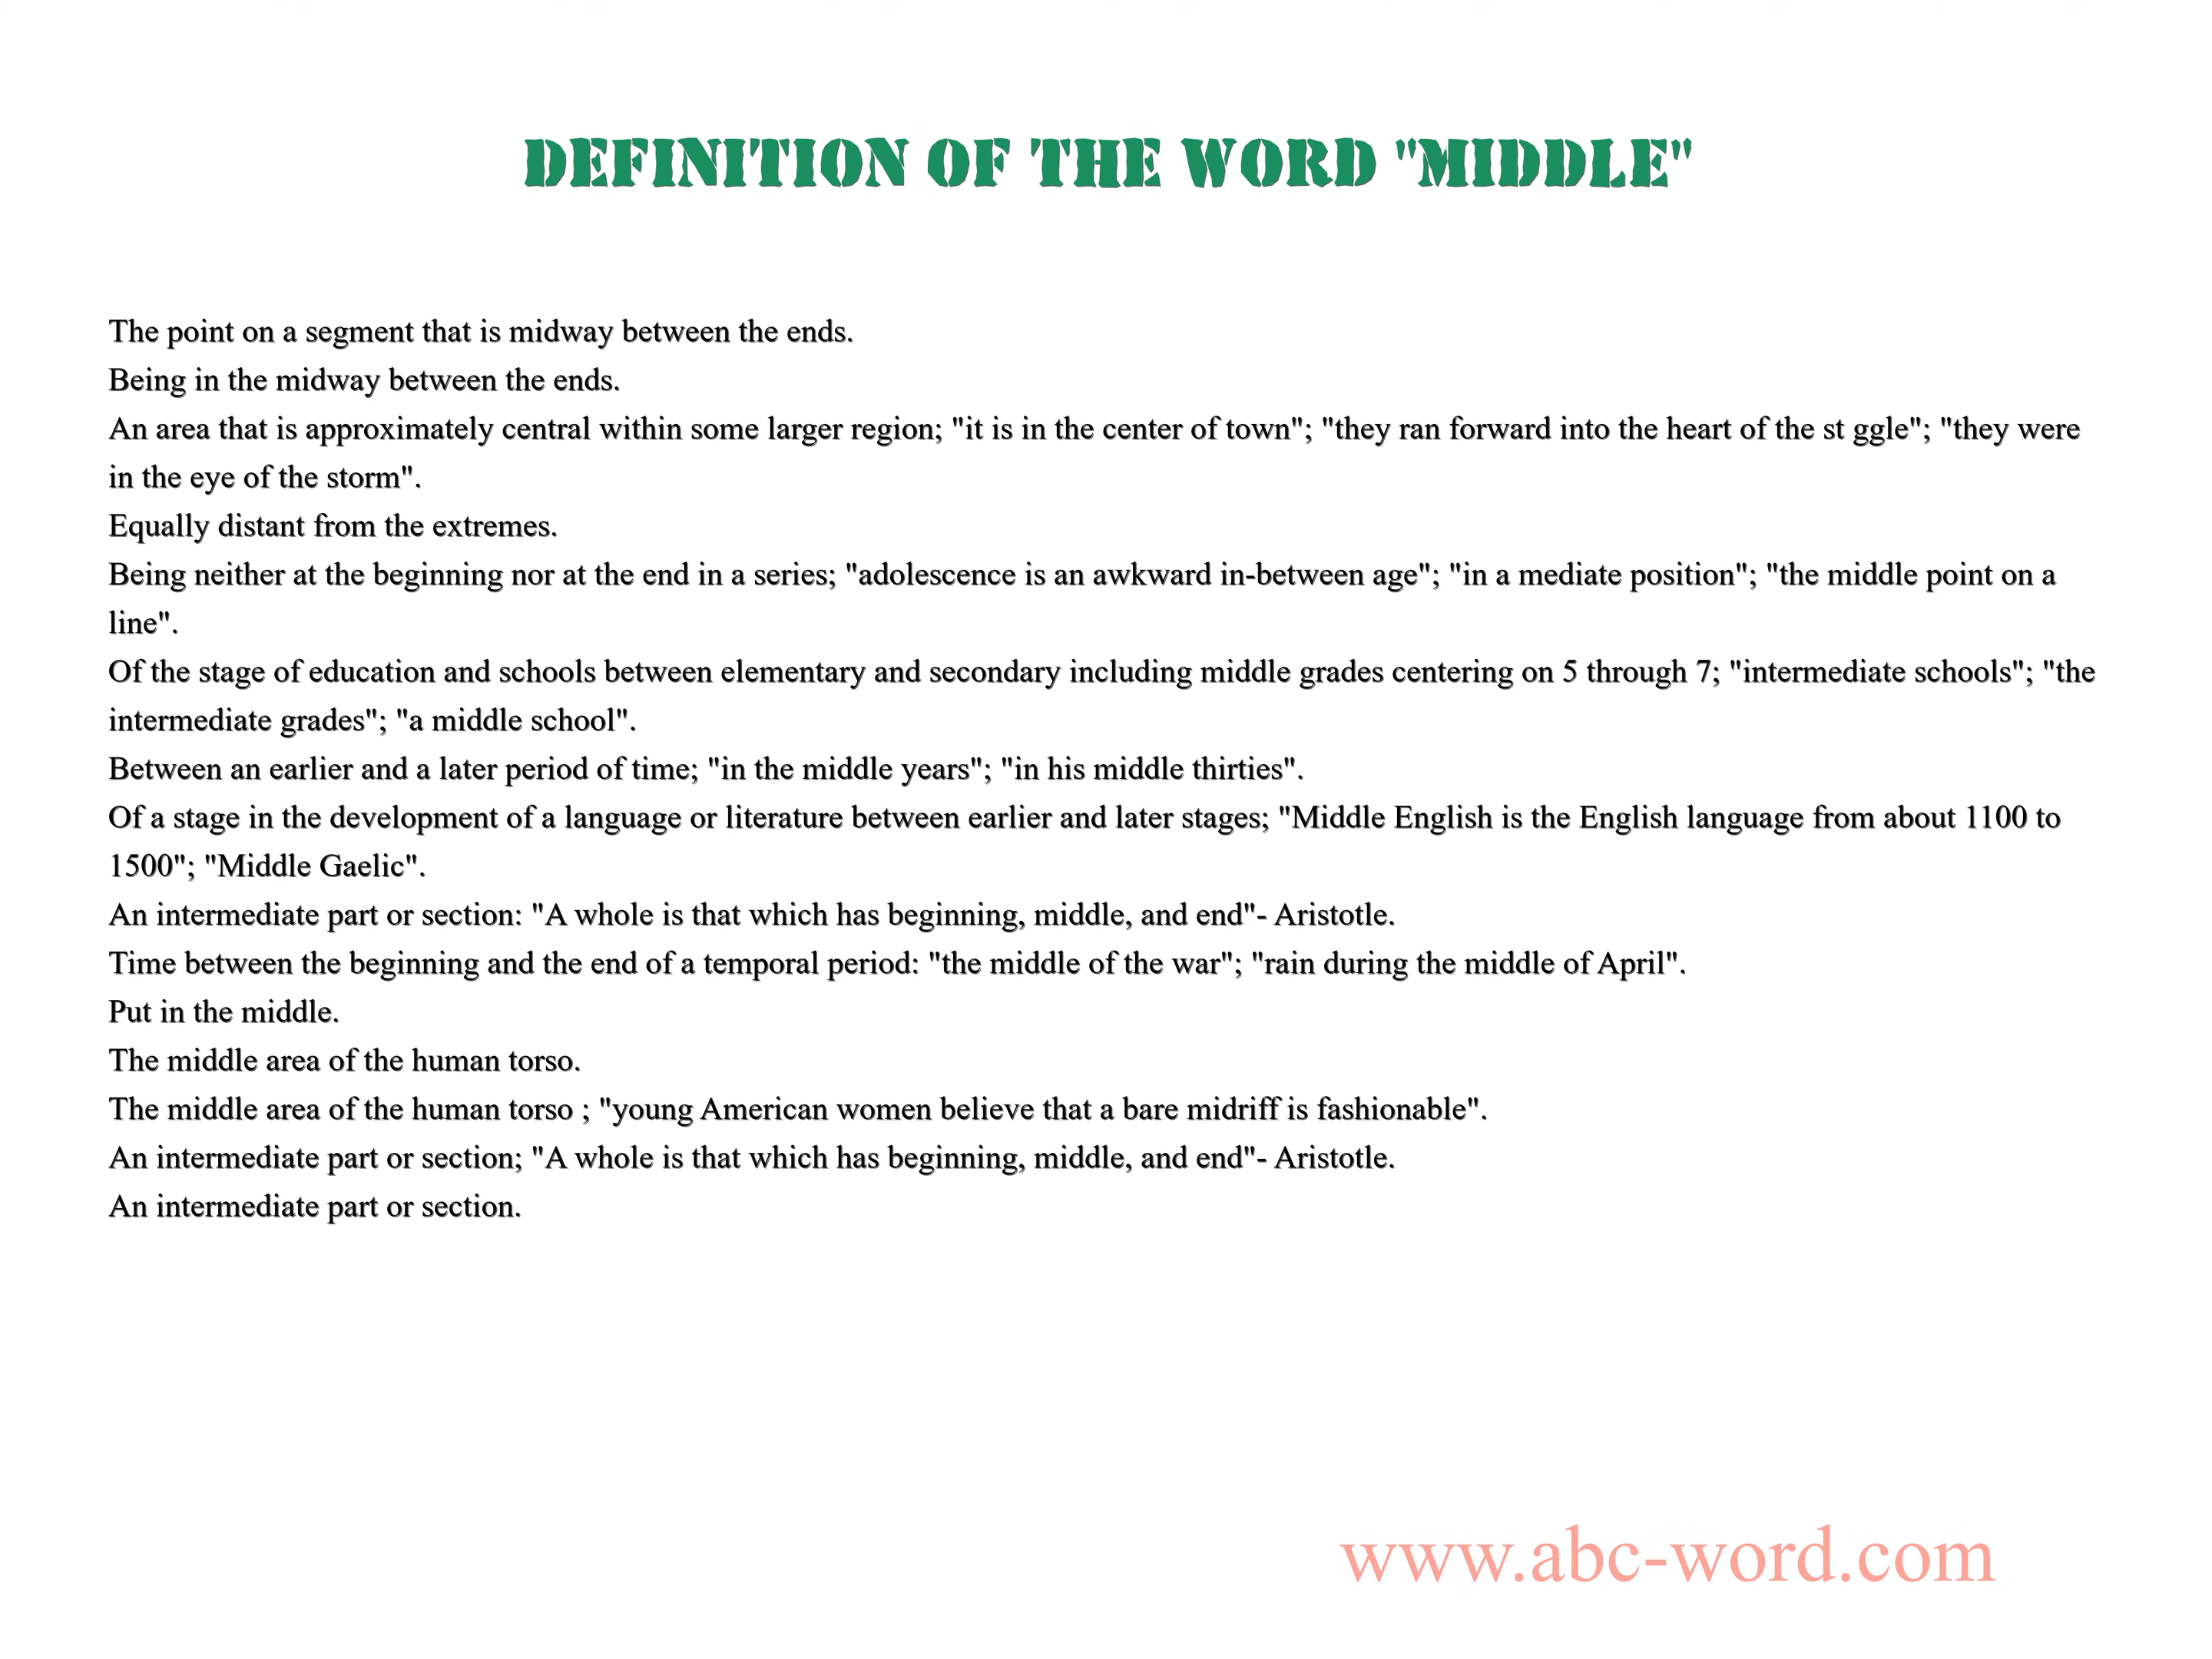 DEFINITION OF THE WORD "MIDDLE"
The point on a segment that is midway between the ends.
Being in the midway between the ends.
An area that is approximately central within some larger region; "it is in the center of town"; "they ran forward into the heart of the st ggle"; "they were
in the eye of the storm".
Equally distant from the extremes.
Being neither at the beginning nor at the end in a series; "adolescence is an awkward in-between age"; "in a mediate position"; "the middle point on a
line".
Of the stage of education and schools between elementary and secondary including middle grades centering on 5 through 7; "intermediate schools"; "the
intermediate grades"; "a middle school".
Between an earlier and a later period of time; "in the middle years"; "in his middle thirties".
Of a stage in the development of a language or literature between earlier and later stages; "Middle English is the English language from about 1100 to
1500"; "Middle Gaelic".
An intermediate part or section: "A whole is that which has beginning, middle, and end"- Aristotle.
Time between the beginning and the end of a temporal period: "the middle of the war"; "rain during the middle of April".
Put in the middle.
The middle area of the human torso.
The middle area of the human torso ; "young American women believe that a bare midriff is fashionable".
An intermediate part or section; "A whole is that which has beginning, middle, and end"- Aristotle.
An intermediate part or section.
www.abc-word.com